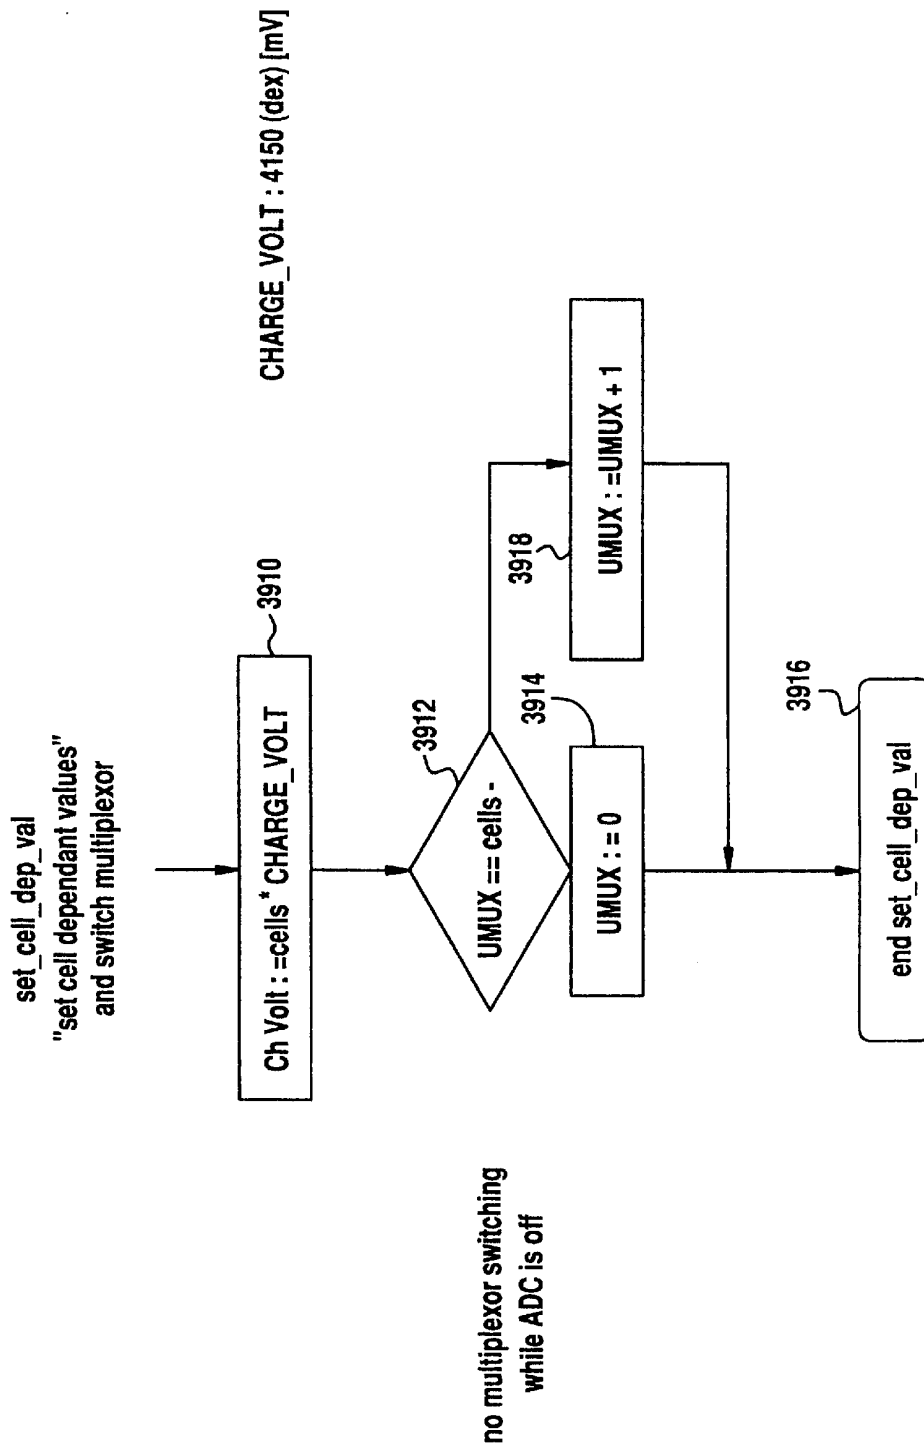 set_cell_dep_val
"set cell dependant values"
and switch multiplexor
CHARGE_VOLT : 4150 (dex) [mV]
3910
Ch Volt : =cells * CHARGE_VOLT
3912
UMUX == cells -
no multiplexor switching
while ADC is off
3914
UMUX : = 0
3918
UMUX : =UMUX + 1
3916
end set_cell_dep_val